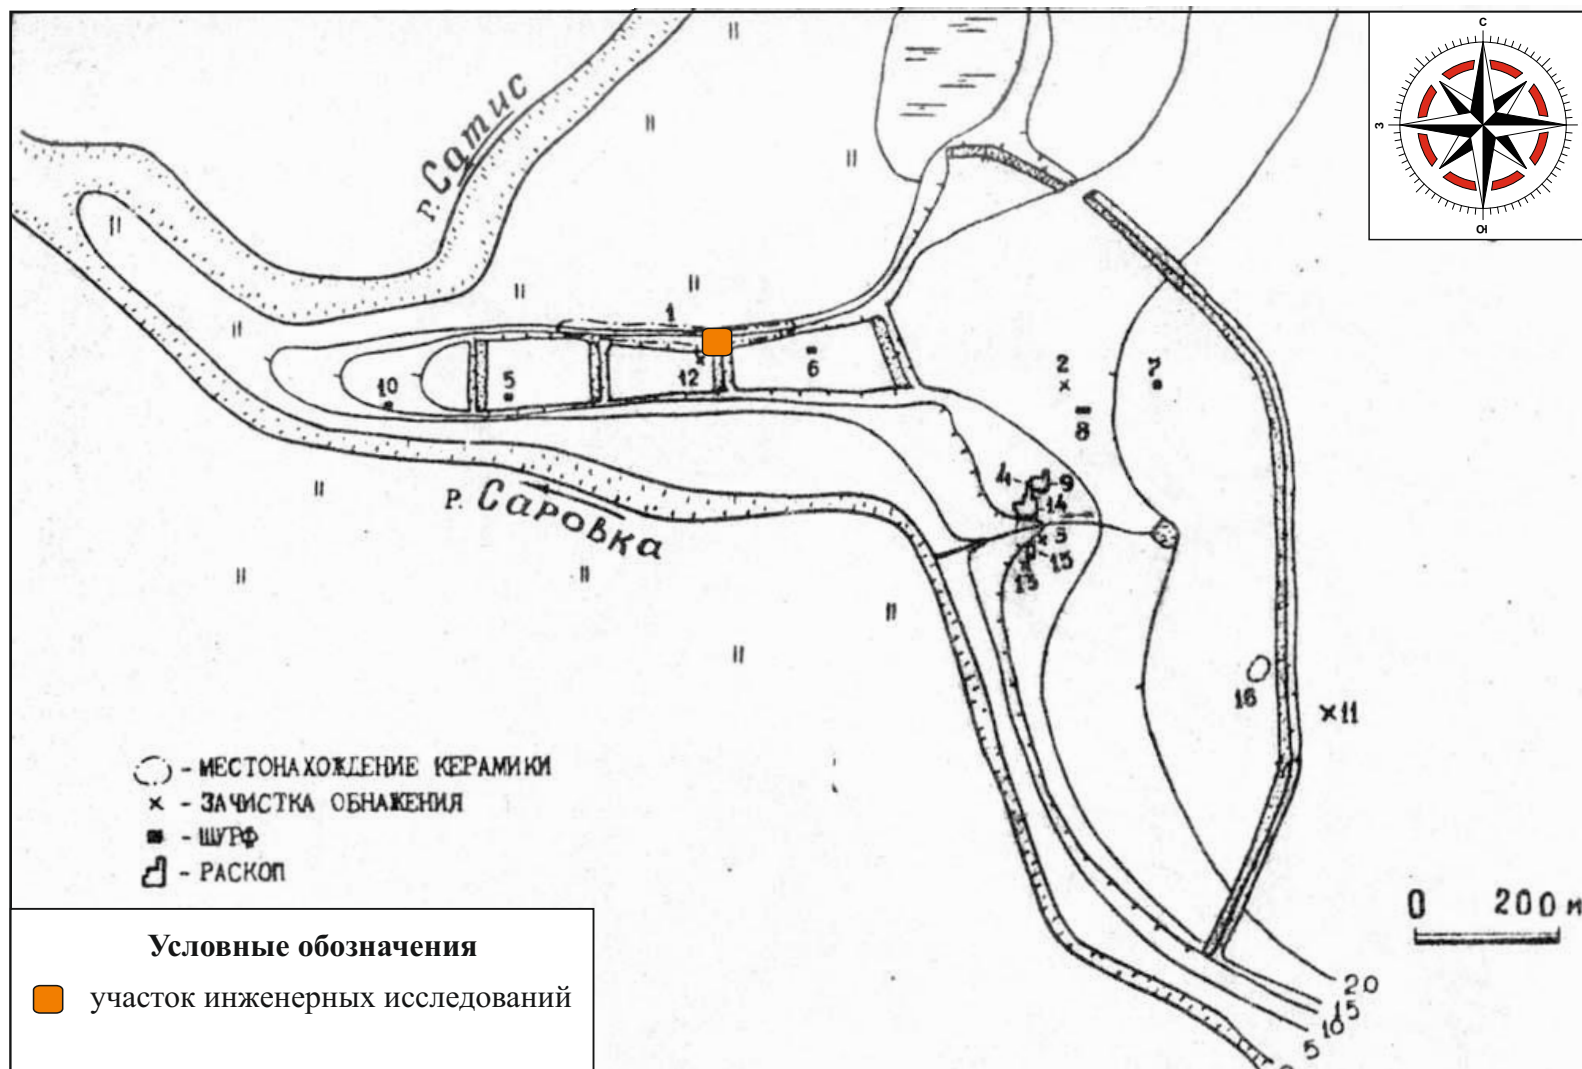 С
З
Ю
р. Сатис
1
2
7
6
12
5
10
8
4
9
14
3
15
13
Р. Саровка
16
11
- МЕСТОНАХОЖДЕНИЕ КЕРАМИКИ
- ЗАЧИСТКА ОБНАЖЕНИЯ
- ШУРФ
- РАСКОП
0 200 м
20
15
10
5
Условные обозначения
участок инженерных исследований